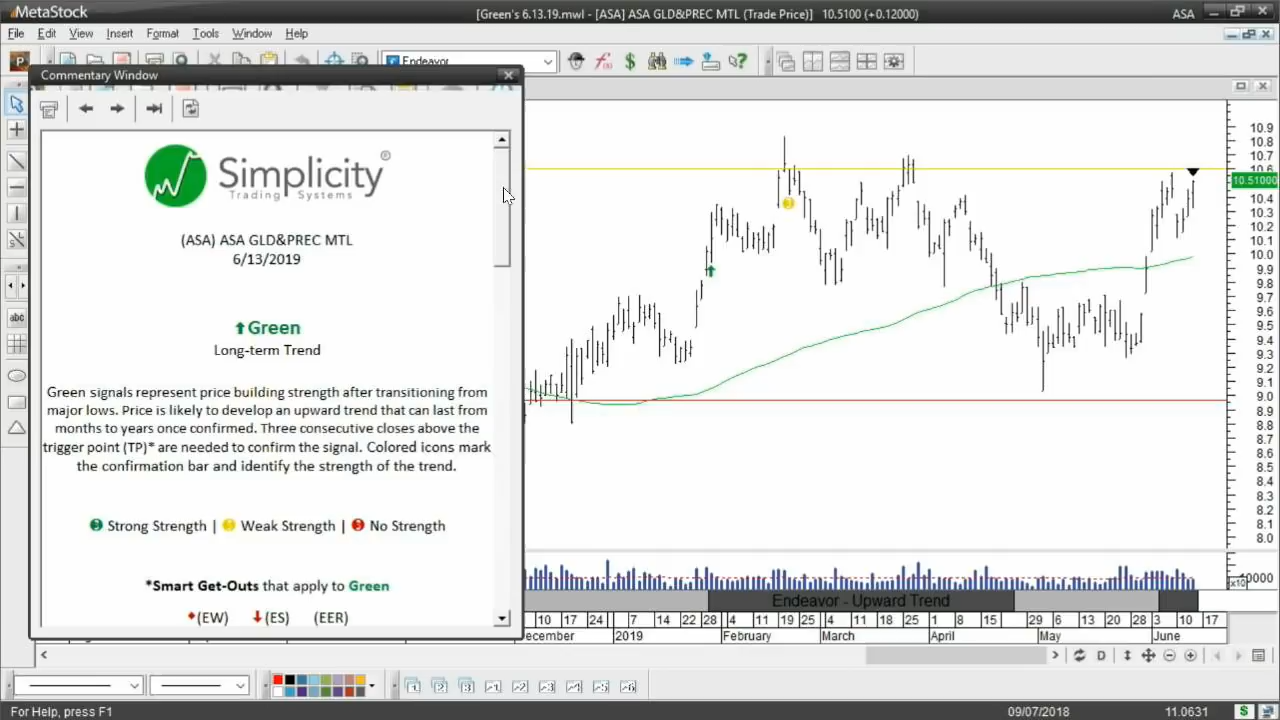 MetaStock
[Green's 6.13.19.mwl - [ASA] ASA GLD&PREC MTL (Trade Price)] 10.5100 (+0.12000)
ASA
File Edit View Insert Format Tools Window Help
Endeavor
Commentary Window
Simplicity®
Trading Systems
(ASA) ASA GLD&PREC MTL
6/13/2019
Green
Long-term Trend
Green signals represent price building strength after transitioning from
major lows. Price is likely to develop an upward trend that can last from
months to years once confirmed. Three consecutive closes above the
trigger point (TP)* are needed to confirm the signal. Colored icons mark
the confirmation bar and identify the strength of the trend.
3 Strong Strength | 3 Weak Strength | 3 No Strength
*Smart Get-Outs that apply to Green
(EW) (ES) (EER)
3
10.9
10.8
10.7
10.6
10.51000
10.4
10.3
10.2
10.1
10.0
9.9
9.8
9.7
9.6
9.5
9.4
9.3
9.2
9.1
9.0
8.9
8.8
8.7
8.6
8.5
8.4
8.3
8.2
8.1
8.0
x10
Endeavor - Upward Trend
10 17 24 7 14 22 28 4 11 19 25 4 11 18 25 1 8 15 29 6 13 20 28 3 10 17
2019 February March April May June
D
abc
For Help, press F1
09/07/2018 11.0631